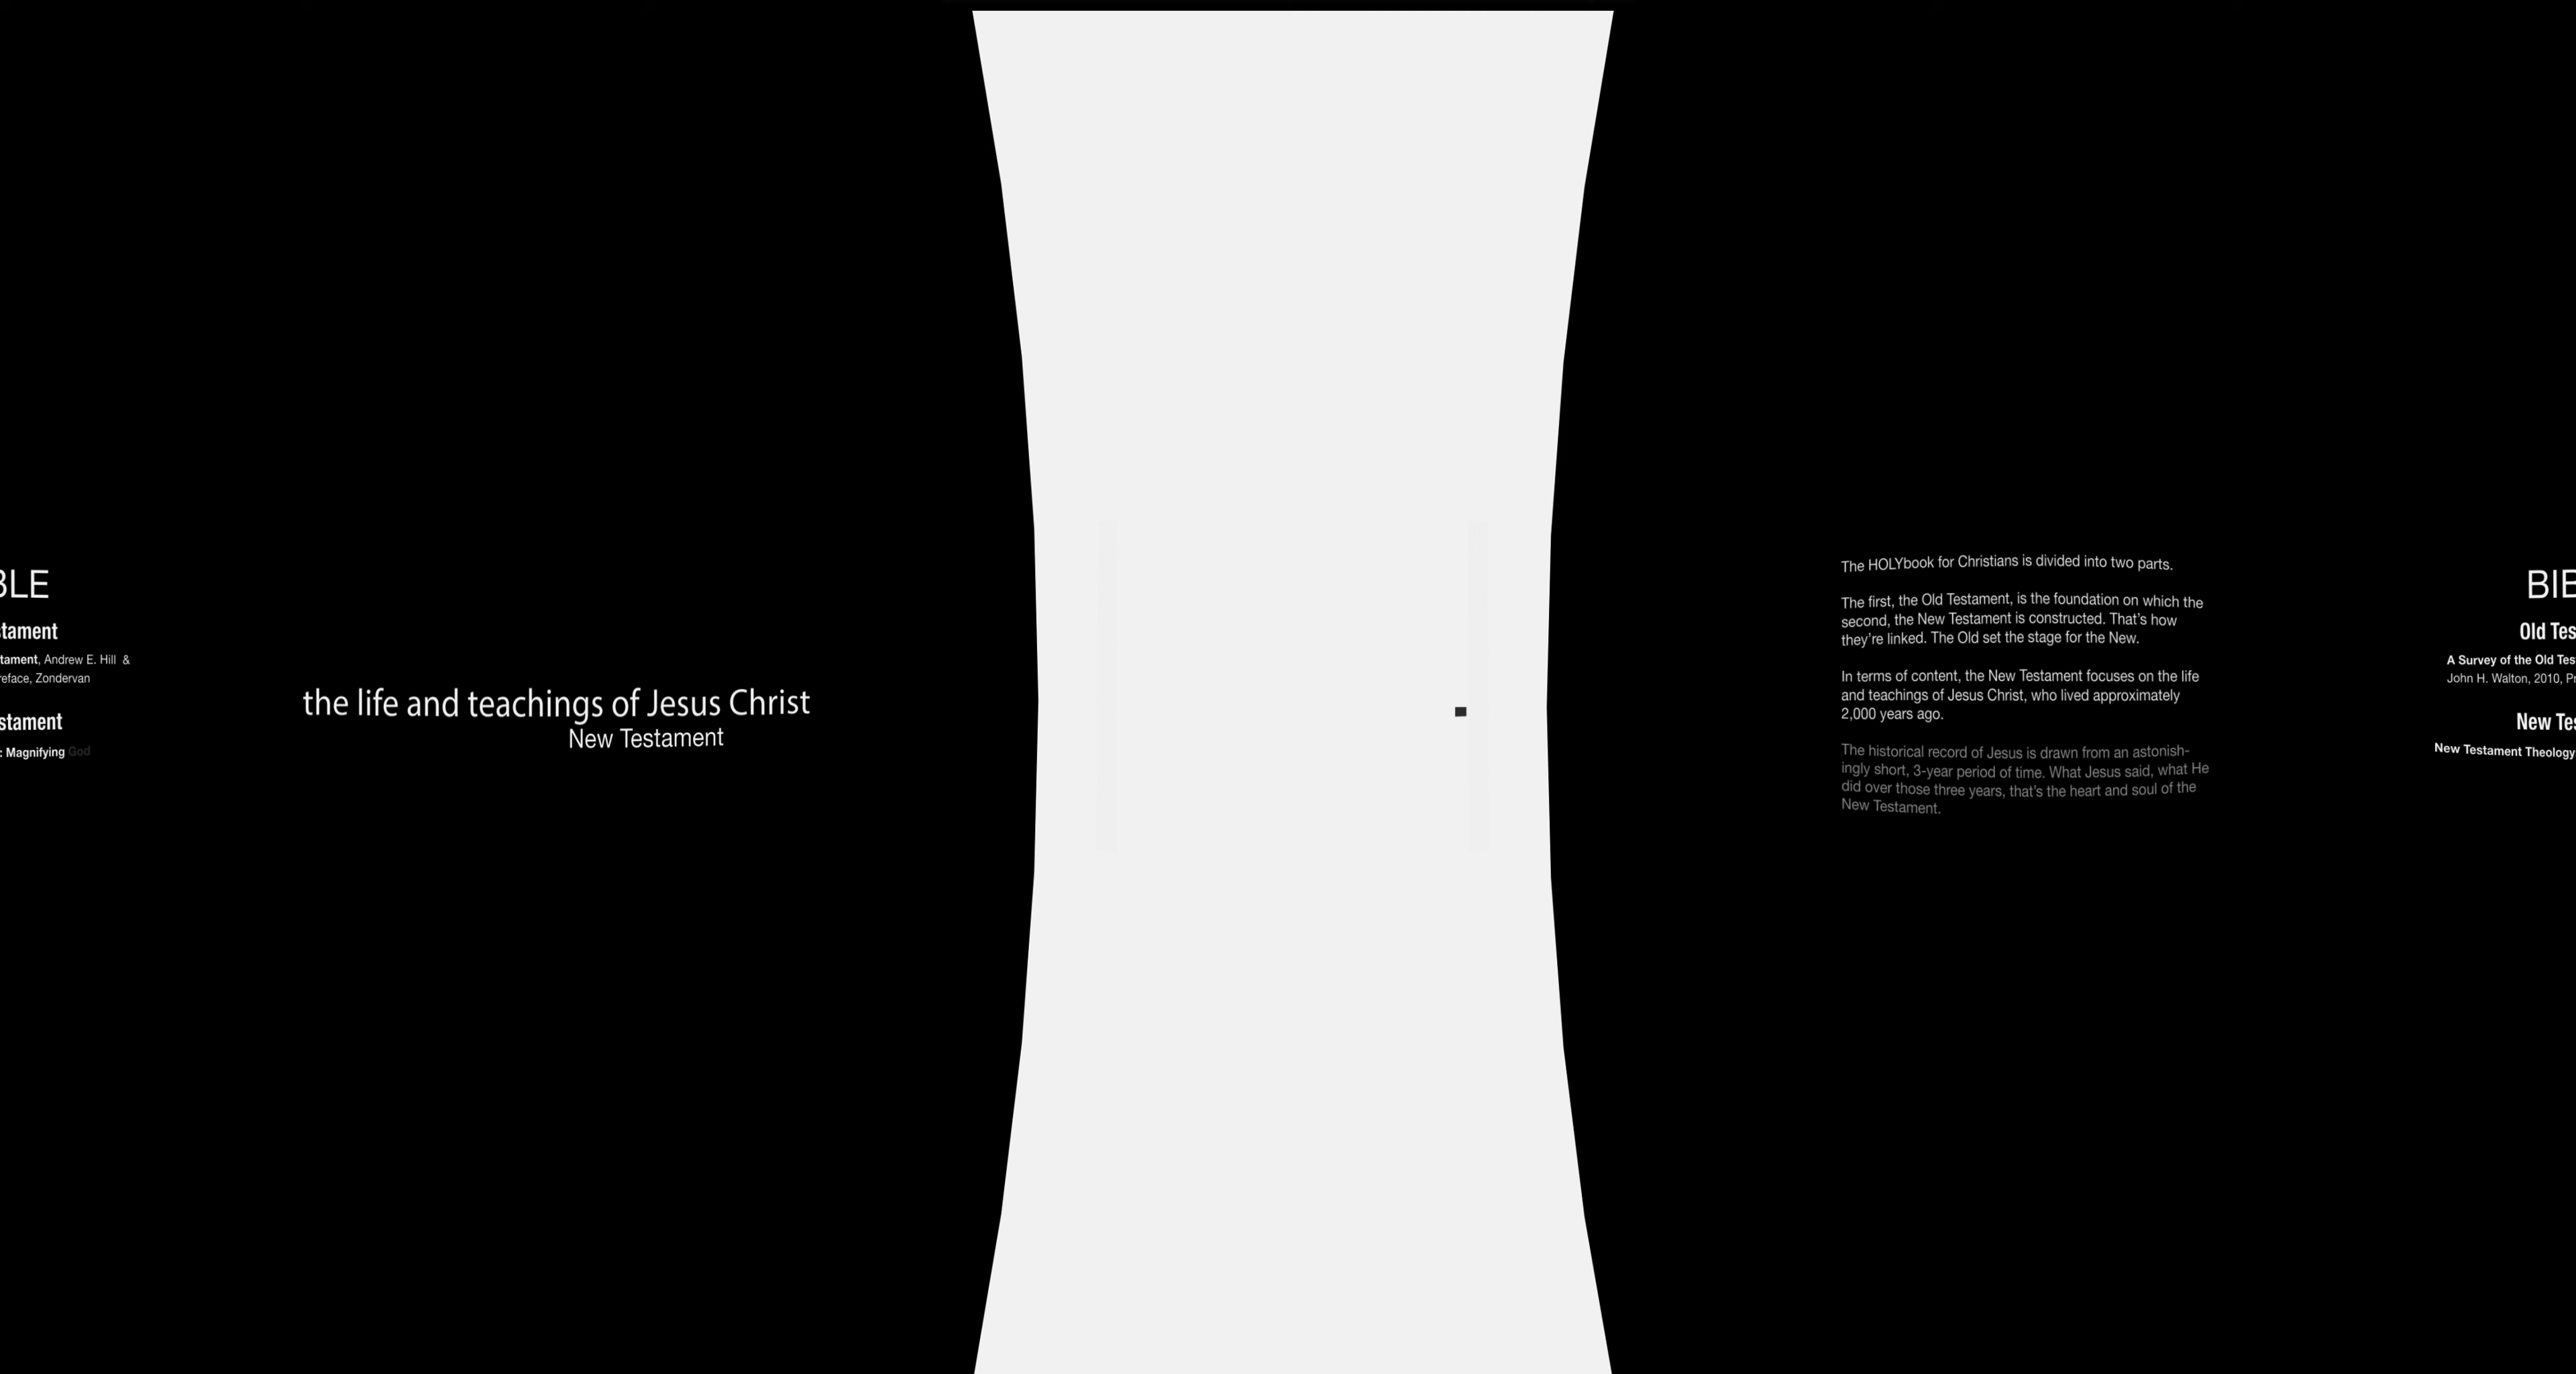 BLE
stament
tament, Andrew E. Hill &
reface, Zondervan
stament
: Magnifying God
the life and teachings of Jesus Christ
New Testament
The HOLYbook for Christians is divided into two parts.
The first, the Old Testament, is the foundation on which the
second, the New Testament is constructed. That's how
they're linked. The Old set the stage for the New.
In terms of content, the New Testament focuses on the life
and teachings of Jesus Christ, who lived approximately
2,000 years ago.
The historical record of Jesus is drawn from an astonish-
ingly short, 3-year period of time. What Jesus said, what He
did over those three years, that's the heart and soul of the
New Testament.
BIB
Old Tes
A Survey of the Old Tes
John H. Walton, 2010, Pr
New Tes
New Testament Theology